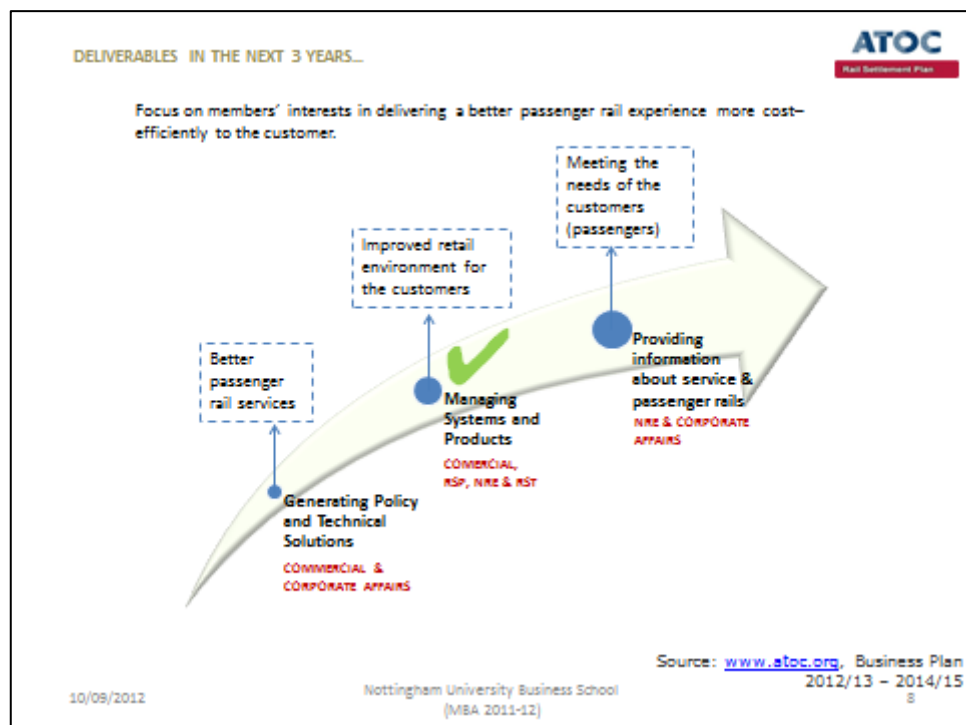 DELIVERABLES IN THE NEXT 3 YEARS...
ATOC
Rail Settlement Plan
Focus on members' interests in delivering a better passenger rail experience more cost–
efficiently to the customer.
Meeting the
needs of the
customers
(passengers)
Improved retail
environment for
the customers
Better
passenger
rail services
Providing
information
about service &
passenger rails
NRE & CORPORATE
AFFAIRS
Managing
Systems and
Products
COMERCIAL,
RSP, NRE & RST
Generating Policy
and Technical
Solutions
COMMERCIAL &
CORPORATE AFFAIRS
Source: www.atoc.org, Business Plan
2012/13 – 2014/15
10/09/2012
Nottingham University Business School
(MBA 2011-12)
8